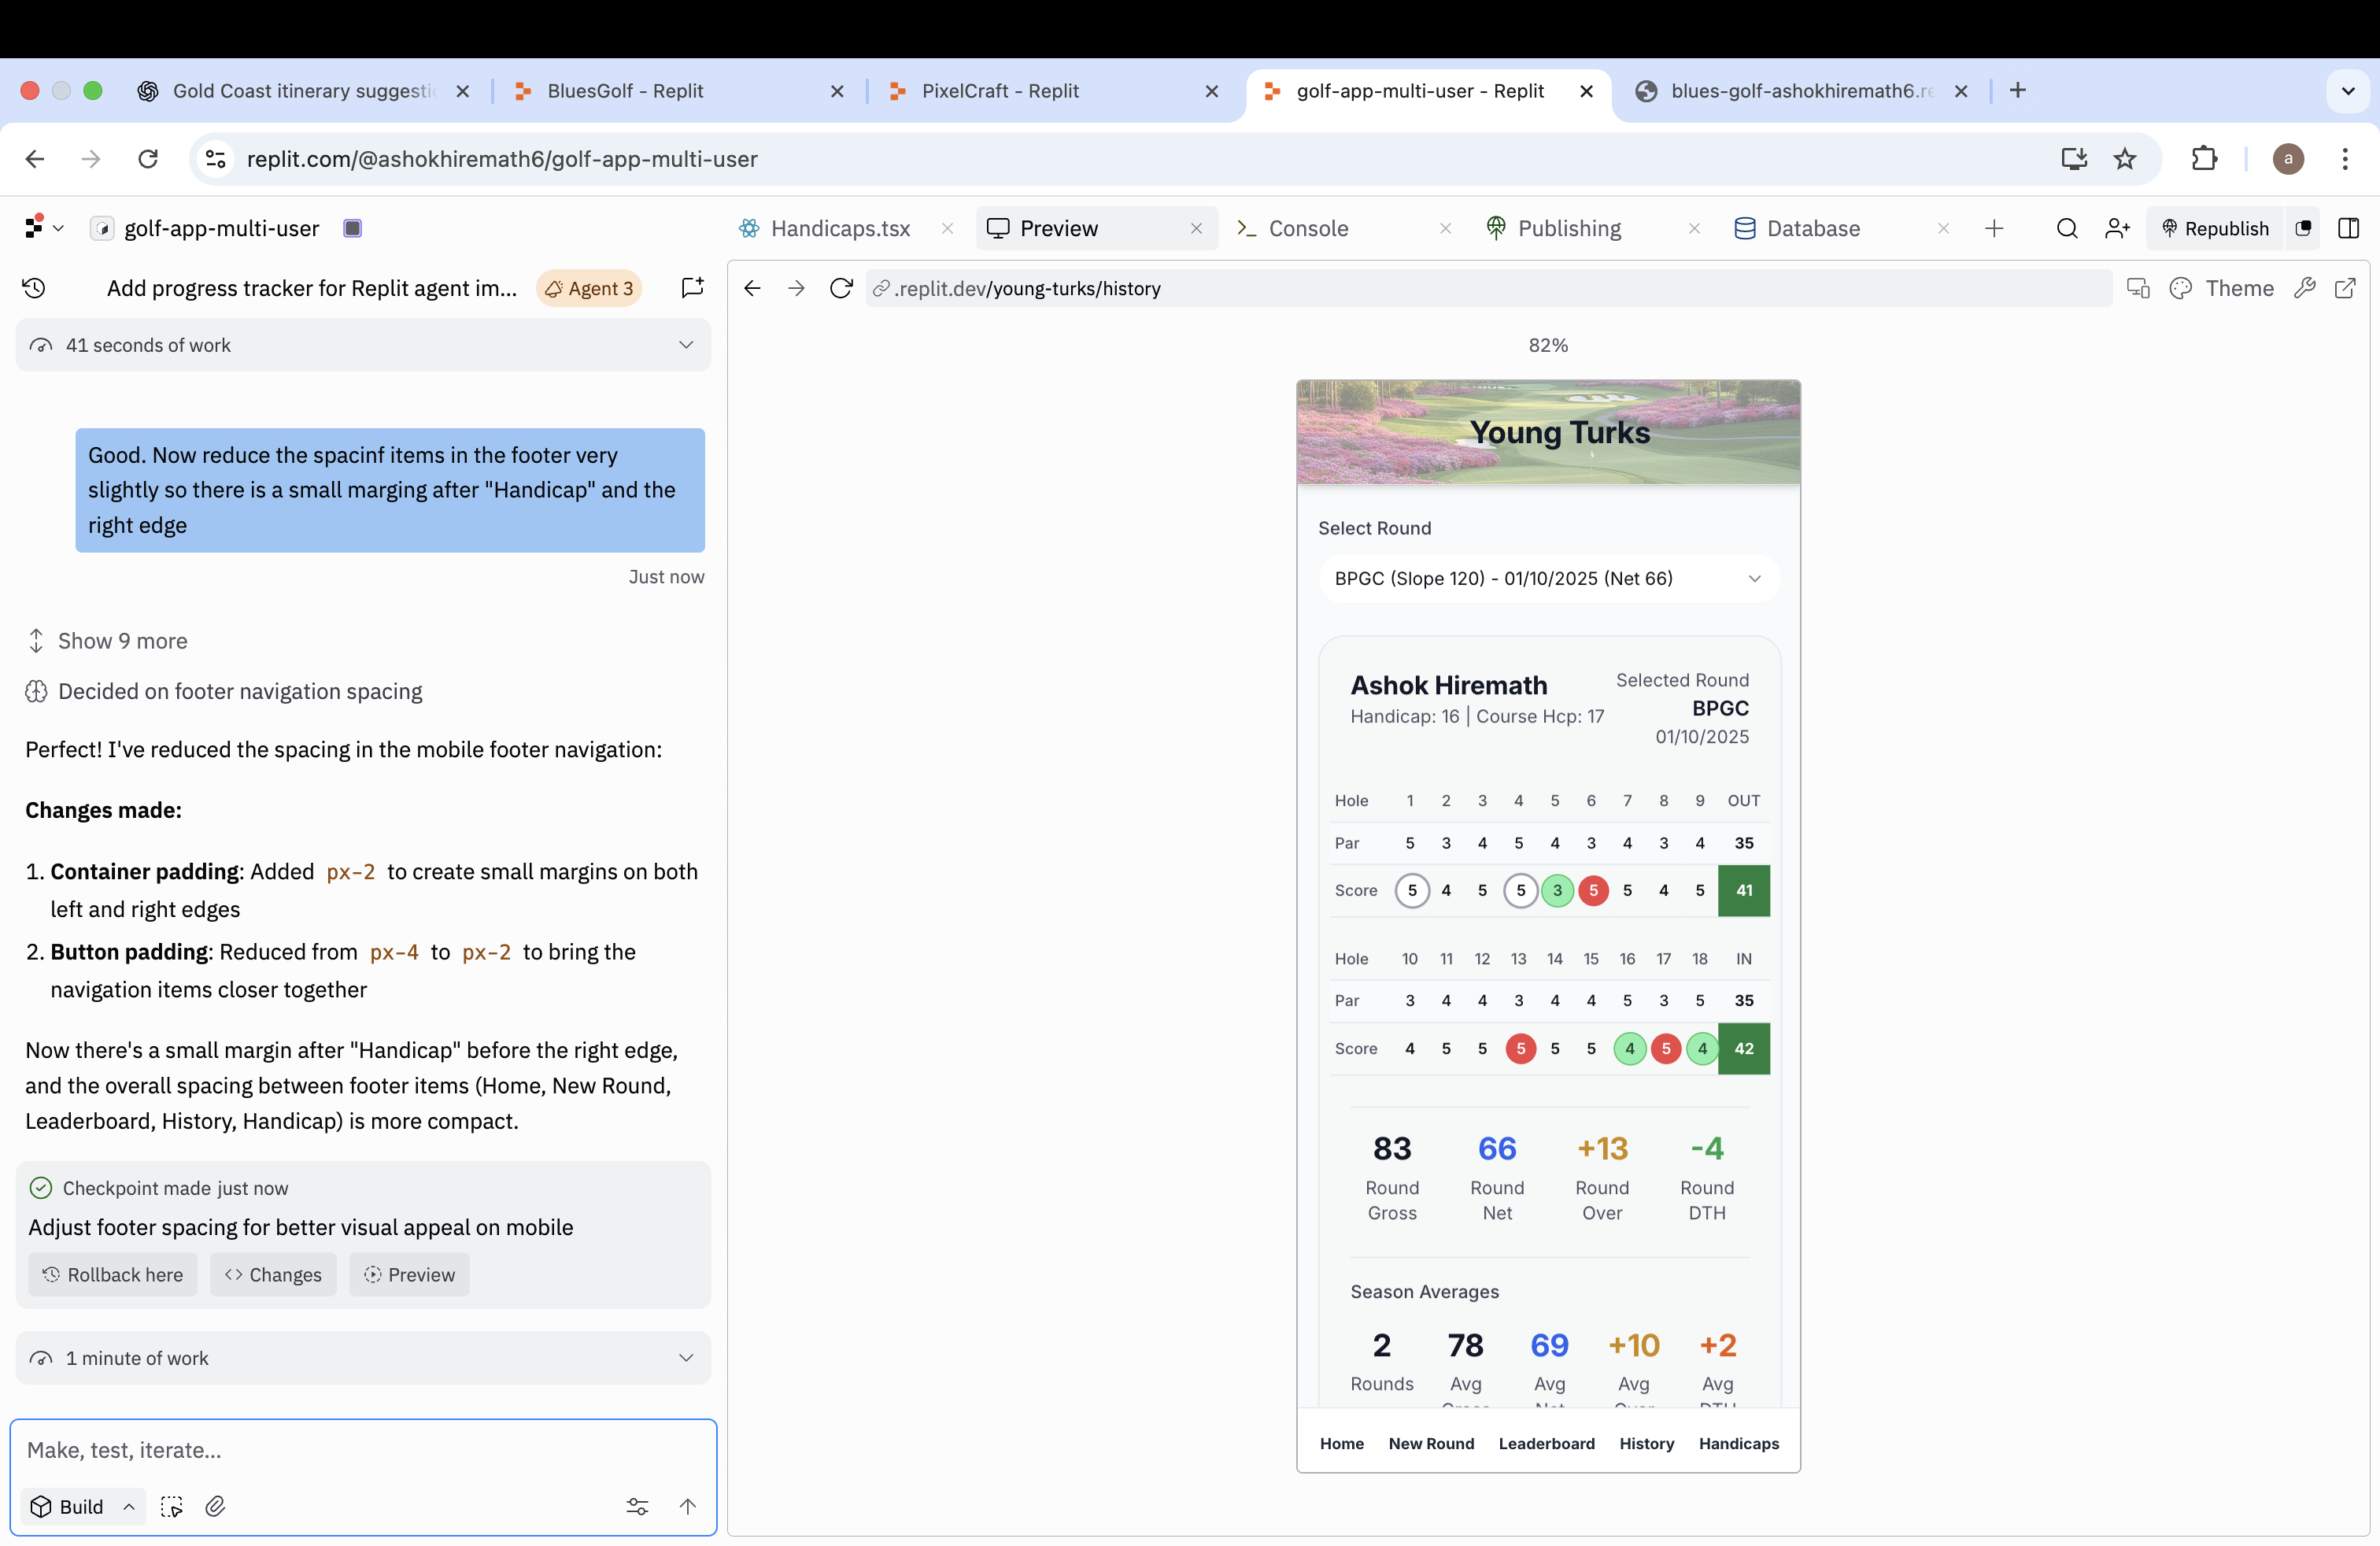 Gold Coast itinerary suggesti
BluesGolf - Replit
PixelCraft - Replit
golf-app-multi-user - Replit
blues-golf-ashokhiremath6.re
replit.com/@ashokhiremath6/golf-app-multi-user
a
golf-app-multi-user
Handicaps.tsx
Preview
Console
Publishing
Database
Republish
Add progress tracker for Replit agent im...
Agent 3
.replit.dev/young-turks/history
Theme
41 seconds of work
82%
Good. Now reduce the spacinf items in the footer very
slightly so there is a small marging after "Handicap" and the
right edge
Just now
Show 9 more
Decided on footer navigation spacing
Perfect! I've reduced the spacing in the mobile footer navigation:
Changes made:
1. Container padding: Added px-2 to create small margins on both
left and right edges
2. Button padding: Reduced from px-4 to px-2 to bring the
navigation items closer together
Now there's a small margin after "Handicap" before the right edge,
and the overall spacing between footer items (Home, New Round,
Leaderboard, History, Handicap) is more compact.
Checkpoint made just now
Adjust footer spacing for better visual appeal on mobile
Rollback here
Changes
Preview
1 minute of work
Make, test, iterate...
Build
Young Turks
Select Round
BPGC (Slope 120) - 01/10/2025 (Net 66)
Ashok Hiremath
Handicap: 16 | Course Hcp: 17
Selected Round
BPGC
01/10/2025
Hole 1 2 3 4 5 6 7 8 9 OUT
Par 5 3 4 5 4 3 4 3 4 35
Score 5 4 5 5 3 5 5 4 5 41
Hole 10 11 12 13 14 15 16 17 18 IN
Par 3 4 4 3 4 4 5 3 5 35
Score 4 5 5 5 5 5 4 5 4 42
83 66 +13 -4
Round Round Round Round
Gross Net Over DTH
Season Averages
2 78 69 +10 +2
Rounds Avg Avg Avg Avg
Gross Net Over DTH
Home New Round Leaderboard History Handicaps